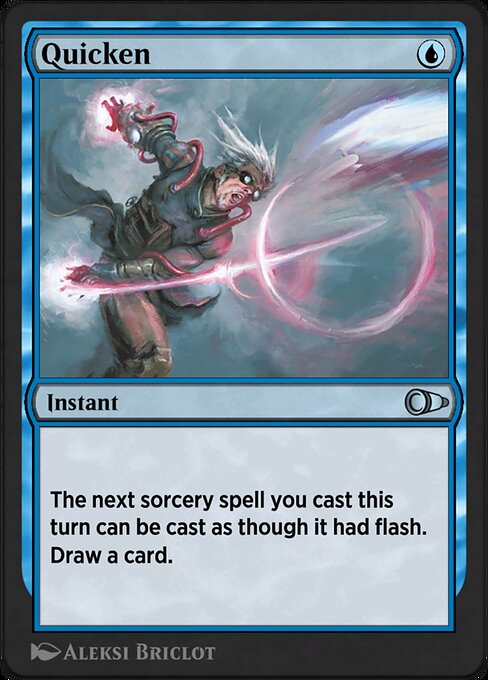 Quicken
Instant
The next sorcery spell you cast this
turn can be cast as though it had flash.
Draw a card.
Aleksi Briclot